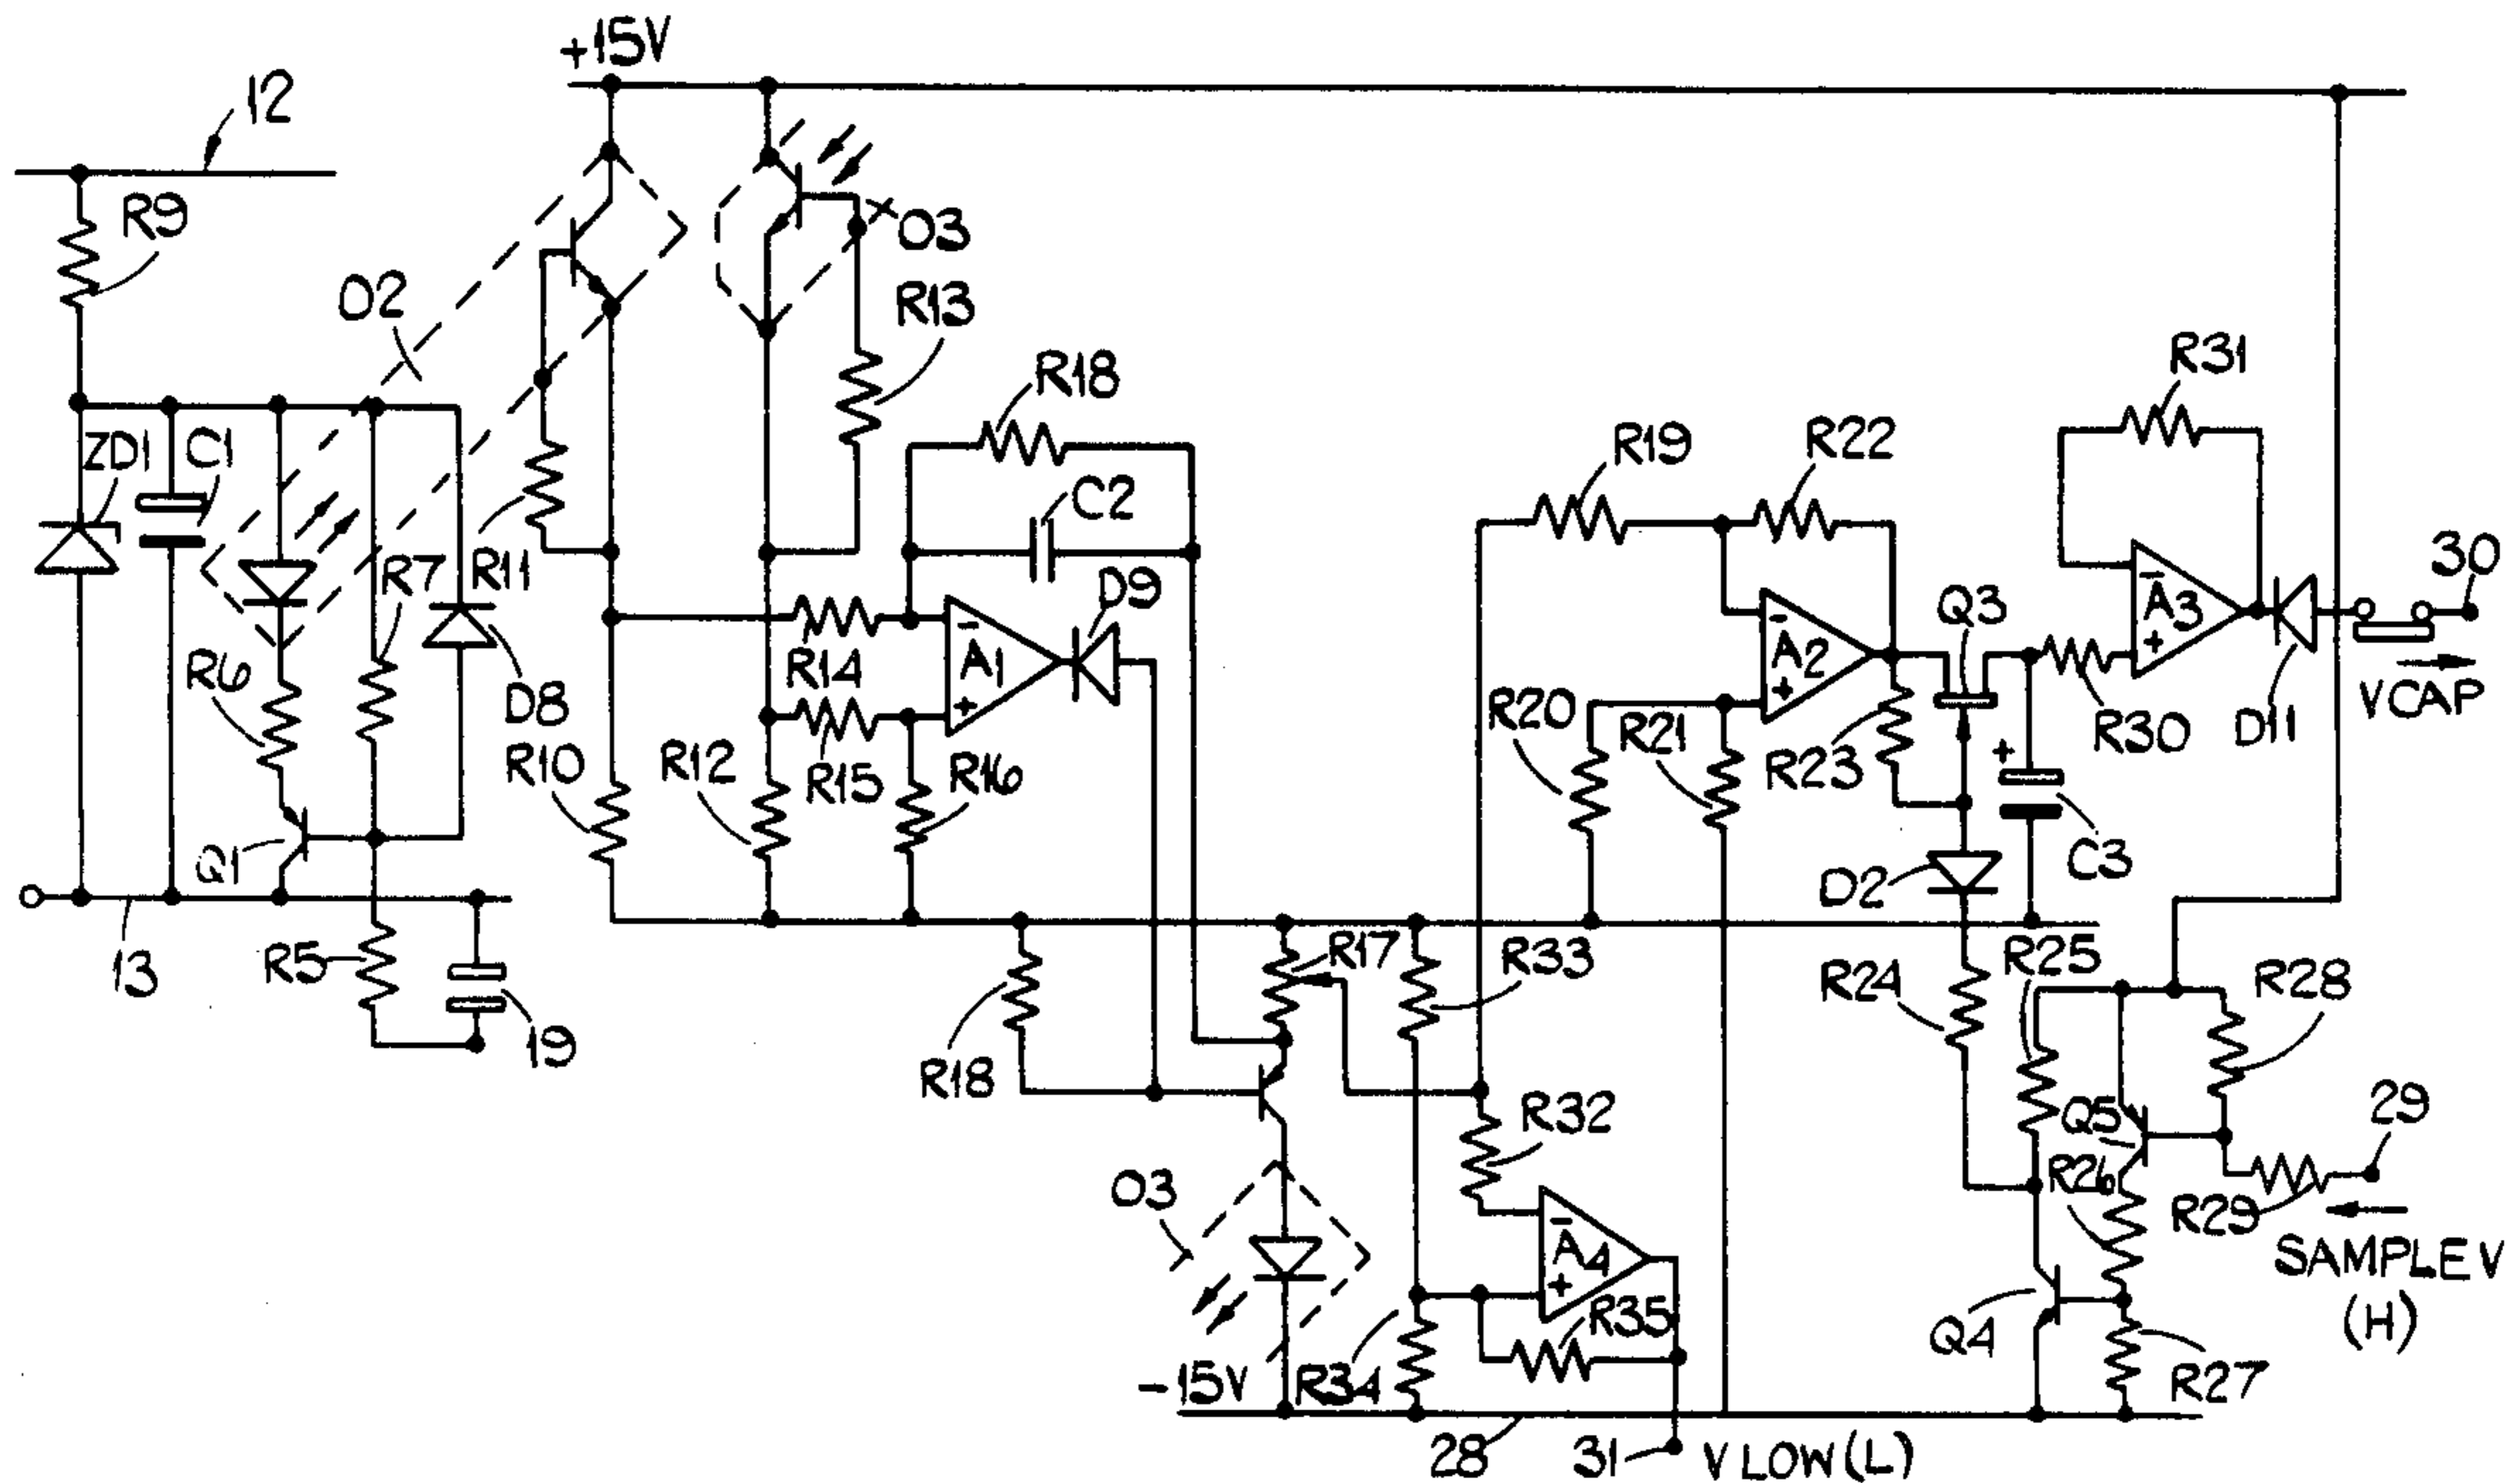 +15V
12
R9
O2
O3
R13
R18
R31
ZD1
C1
R19
R22
C2
R7
R11
D9
30
-
A1
+
R14
-
A2
+
Q3
-
A3
+
R6
D8
R10
R12
R15
R16
R20
R21
R23
+
R30
D11
VCAP
Q1
C3
O2
13
R5
19
R17
R33
R24
R25
R28
R18
R32
Q5
29
O3
R26
R29
-
A4
+
SAMPLE V
(H)
R35
Q4
R27
-15V
R34
28
31
V LOW (L)